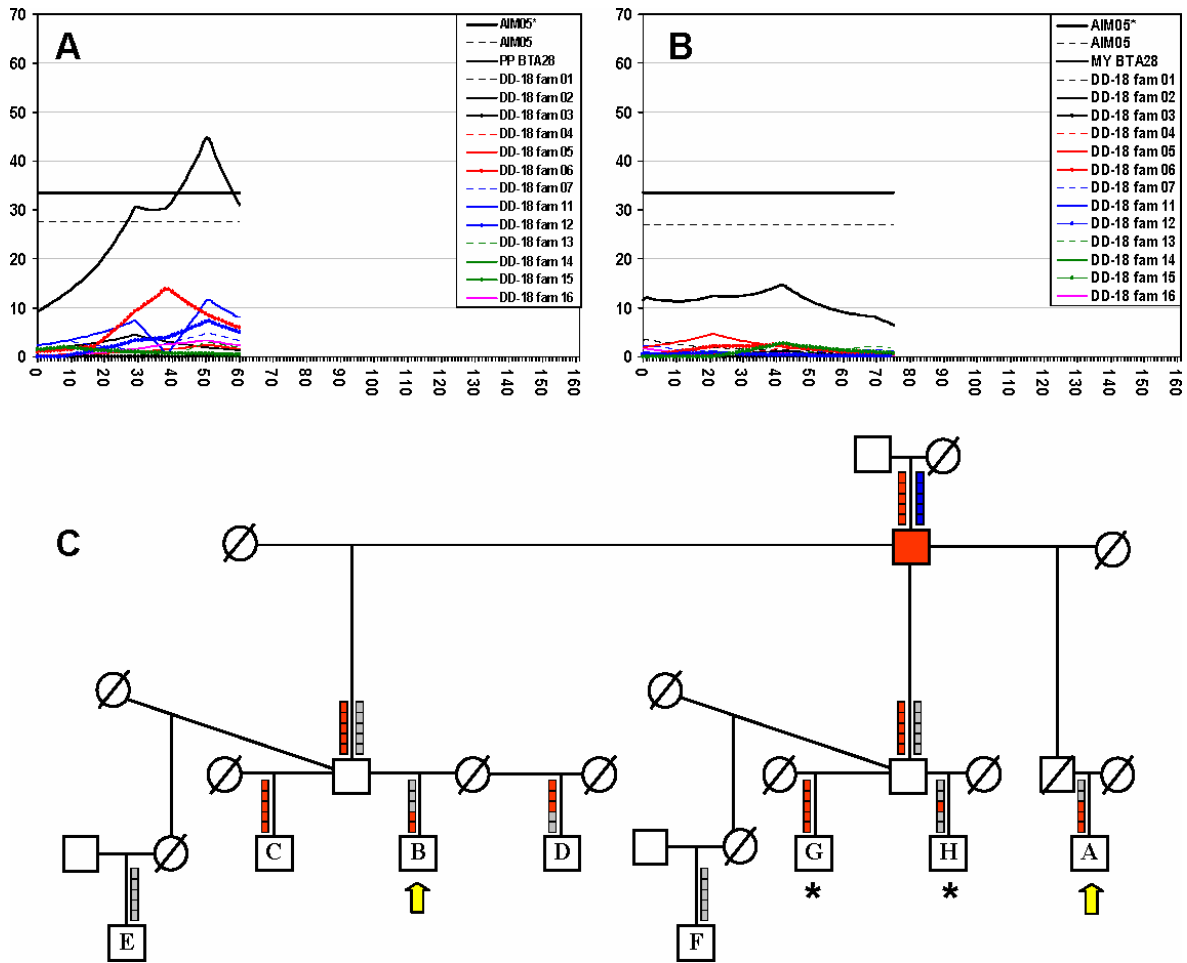 A
70
60
50
40
30
20
10
0
0 10 20 30 40 50 60 70 80 90 100 110 120 130 140 150 160
AIM05*
AIM05
PP BTA28
DD-18 fam 01
DD-18 fam 02
DD-18 fam 03
DD-18 fam 04
DD-18 fam 05
DD-18 fam 06
DD-18 fam 07
DD-18 fam 11
DD-18 fam 12
DD-18 fam 13
DD-18 fam 14
DD-18 fam 15
DD-18 fam 16
B
70
60
50
40
30
20
10
0
0 10 20 30 40 50 60 70 80 90 100 110 120 130 140 150 160
AIM05*
AIM05
MY BTA28
DD-18 fam 01
DD-18 fam 02
DD-18 fam 03
DD-18 fam 04
DD-18 fam 05
DD-18 fam 06
DD-18 fam 07
DD-18 fam 11
DD-18 fam 12
DD-18 fam 13
DD-18 fam 14
DD-18 fam 15
DD-18 fam 16
C
C B D G H A
* *
E F